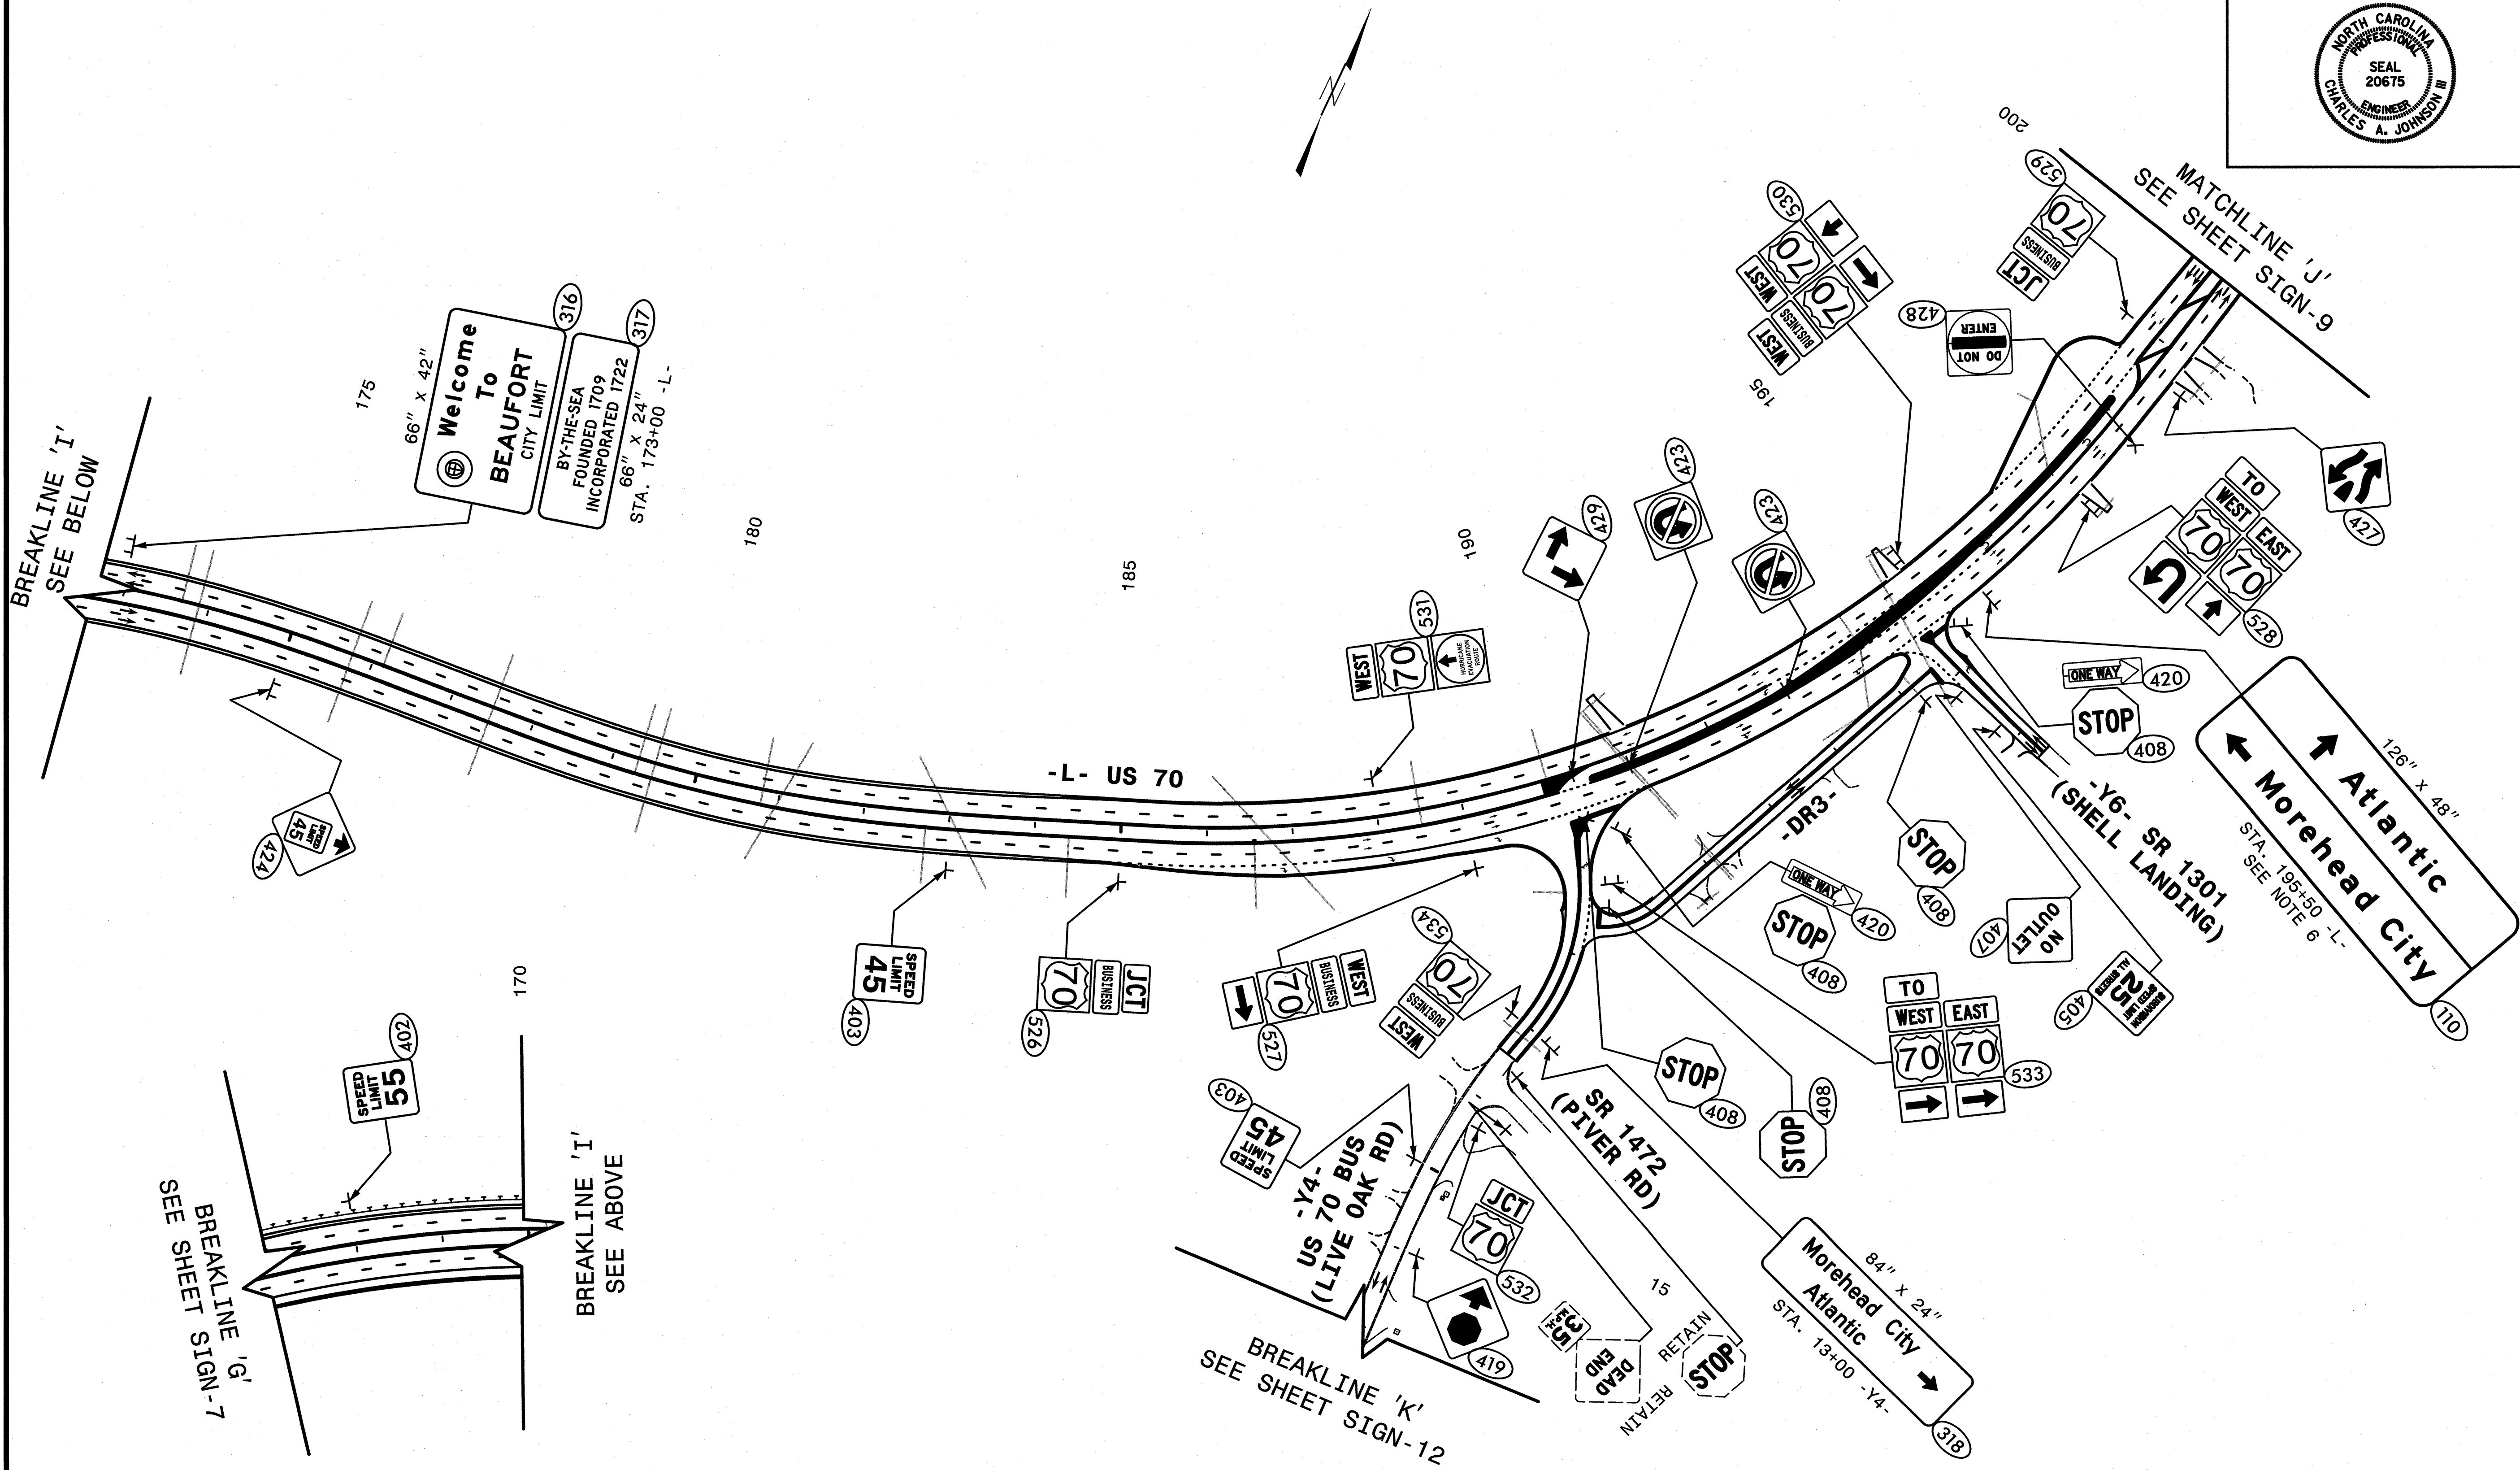 NORTH CAROLINA
PROFESSIONAL
SEAL
20675
ENGINEER
CHARLES A. JOHNSON III
200
MATCHLINE 'J'
SEE SHEET SIGN-9
529
70
BUSINESS
JCT
530
70
WEST
70
BUSINESS
WEST
195
428
DO NOT
ENTER
427
TO
WEST
EAST
70
70
528
BREAKLINE 'I'
SEE BELOW
175
66" X 42"
Welcome
To
BEAUFORT
CITY LIMIT
316
BY-THE-SEA
FOUNDED 1709
INCORPORATED 1722
317
66" X 24"
STA. 173+00 -L-
180
185
190
423
423
429
531
WEST
70
HURRICANE
EVACUATION
ROUTE
-L- US 70
420
ONE WAY
STOP
408
126" X 48"
Atlantic
Morehead City
STA. 195+50 -L-
SEE NOTE 6
110
-Y6- SR 1301
(SHELL LANDING)
-DR3-
STOP
408
NO
OUTLET
407
SUBDIVISION
SPEED LIMIT
25
ALL STREETS
405
ONE WAY
420
STOP
408
SPEED
LIMIT
45
424
SPEED
LIMIT
45
403
JCT
BUSINESS
70
526
WEST
BUSINESS
70
527
534
70
BUSINESS
WEST
TO
WEST
EAST
70
70
533
STOP
408
STOP
408
170
402
SPEED
LIMIT
55
BREAKLINE 'G'
SEE SHEET SIGN-7
BREAKLINE 'I'
SEE ABOVE
403
SPEED
LIMIT
45
-Y4-
US 70 BUS
(LIVE OAK RD)
SR 1472
(PIVER RD)
JCT
70
532
419
BREAKLINE 'K'
SEE SHEET SIGN-12
35
DEAD
END
RETAIN
15
RETAIN
STOP
84" X 24"
Morehead City
Atlantic
STA. 13+00 -Y4-
318